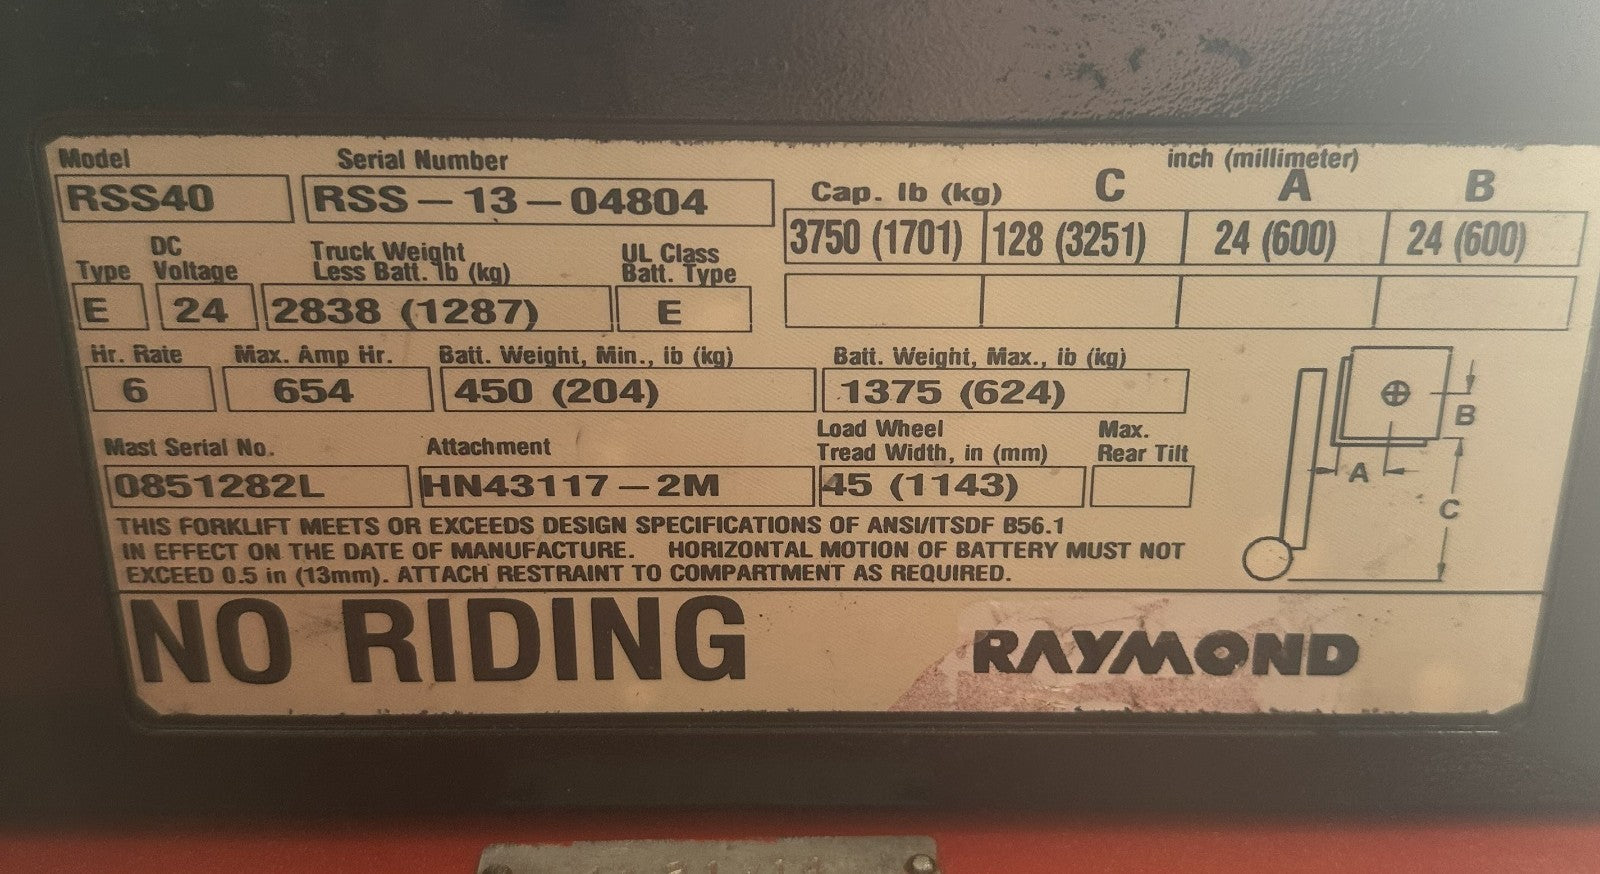 Model Serial Number inch (millimeter)
RSS40 RSS-13-04804 Cap. lb (kg) C A B
3750 (1701) 128 (3251) 24 (600) 24 (600)
Type DC Voltage Truck Weight Less Batt. lb (kg) UL Class Batt. Type
E 24 2838 (1287) E
Hr. Rate Max. Amp Hr. Batt. Weight, Min., lb (kg) Batt. Weight, Max., lb (kg)
6 654 450 (204) 1375 (624)
Mast Serial No. Attachment Load Wheel Tread Width, in (mm) Max. Rear Tilt
0851282L HN43117-2M 45 (1143)
B
A
C
THIS FORKLIFT MEETS OR EXCEEDS DESIGN SPECIFICATIONS OF ANSI/ITSDF B56.1
IN EFFECT ON THE DATE OF MANUFACTURE. HORIZONTAL MOTION OF BATTERY MUST NOT
EXCEED 0.5 in (13mm). ATTACH RESTRAINT TO COMPARTMENT AS REQUIRED.
NO RIDING RAYMOND